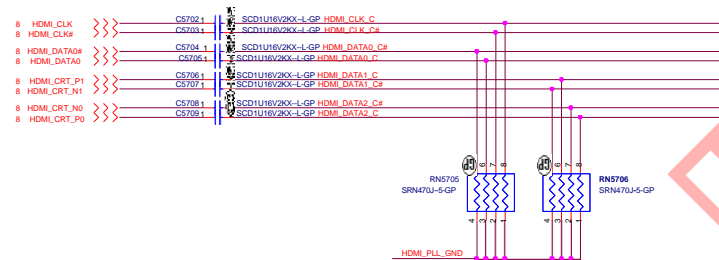 8 HDMI_CLK C5702 1 SCD1U16V2KX--L-GP HDMI_CLK_C
8 HDMI_CLK# C5703 1 SCD1U16V2KX--L-GP HDMI_CLK_C#
8 HDMI_DATA0# C5704 1 SCD1U16V2KX--L-GP HDMI_DATA0_C#
8 HDMI_DATA0 C5705 1 SCD1U16V2KX--L-GP HDMI_DATA0_C
8 HDMI_CRT_P1 C5706 1 SCD1U16V2KX--L-GP HDMI_DATA1_C
8 HDMI_CRT_N1 C5707 1 SCD1U16V2KX--L-GP HDMI_DATA1_C#
8 HDMI_CRT_N0 C5708 1 SCD1U16V2KX--L-GP HDMI_DATA2_C#
8 HDMI_CRT_P0 C5709 1 SCD1U16V2KX--L-GP HDMI_DATA2_C
6 7 8
6 7 8
RN5705
SRN470J--5-GP
RN5706
SRN470J-5-GP
4 3 2 1
4 3 2 1
HDMI_PLL_GND